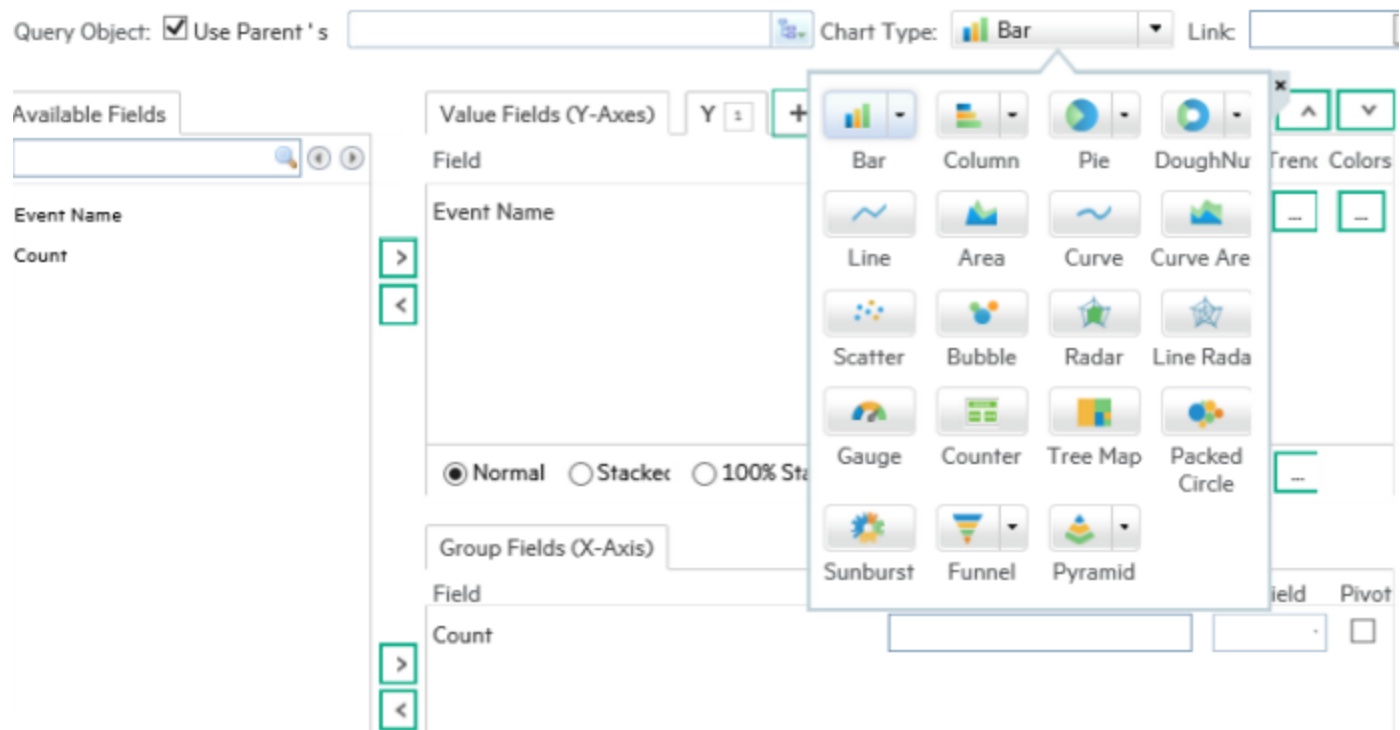 Query Object: Use Parent's Chart Type: Bar Link:
Available Fields Value Fields (Y-Axes) Y 1 +
Field Trend Colors
Bar Column Pie DoughNu
Event Name Event Name ... ...
Count
Line Area Curve Curve Are
Scatter Bubble Radar Line Rada
Gauge Counter Tree Map Packed Circle
Normal Stacked 100% Sta ...
Group Fields (X-Axis)
Sunburst Funnel Pyramid
Field ield Pivot
Count